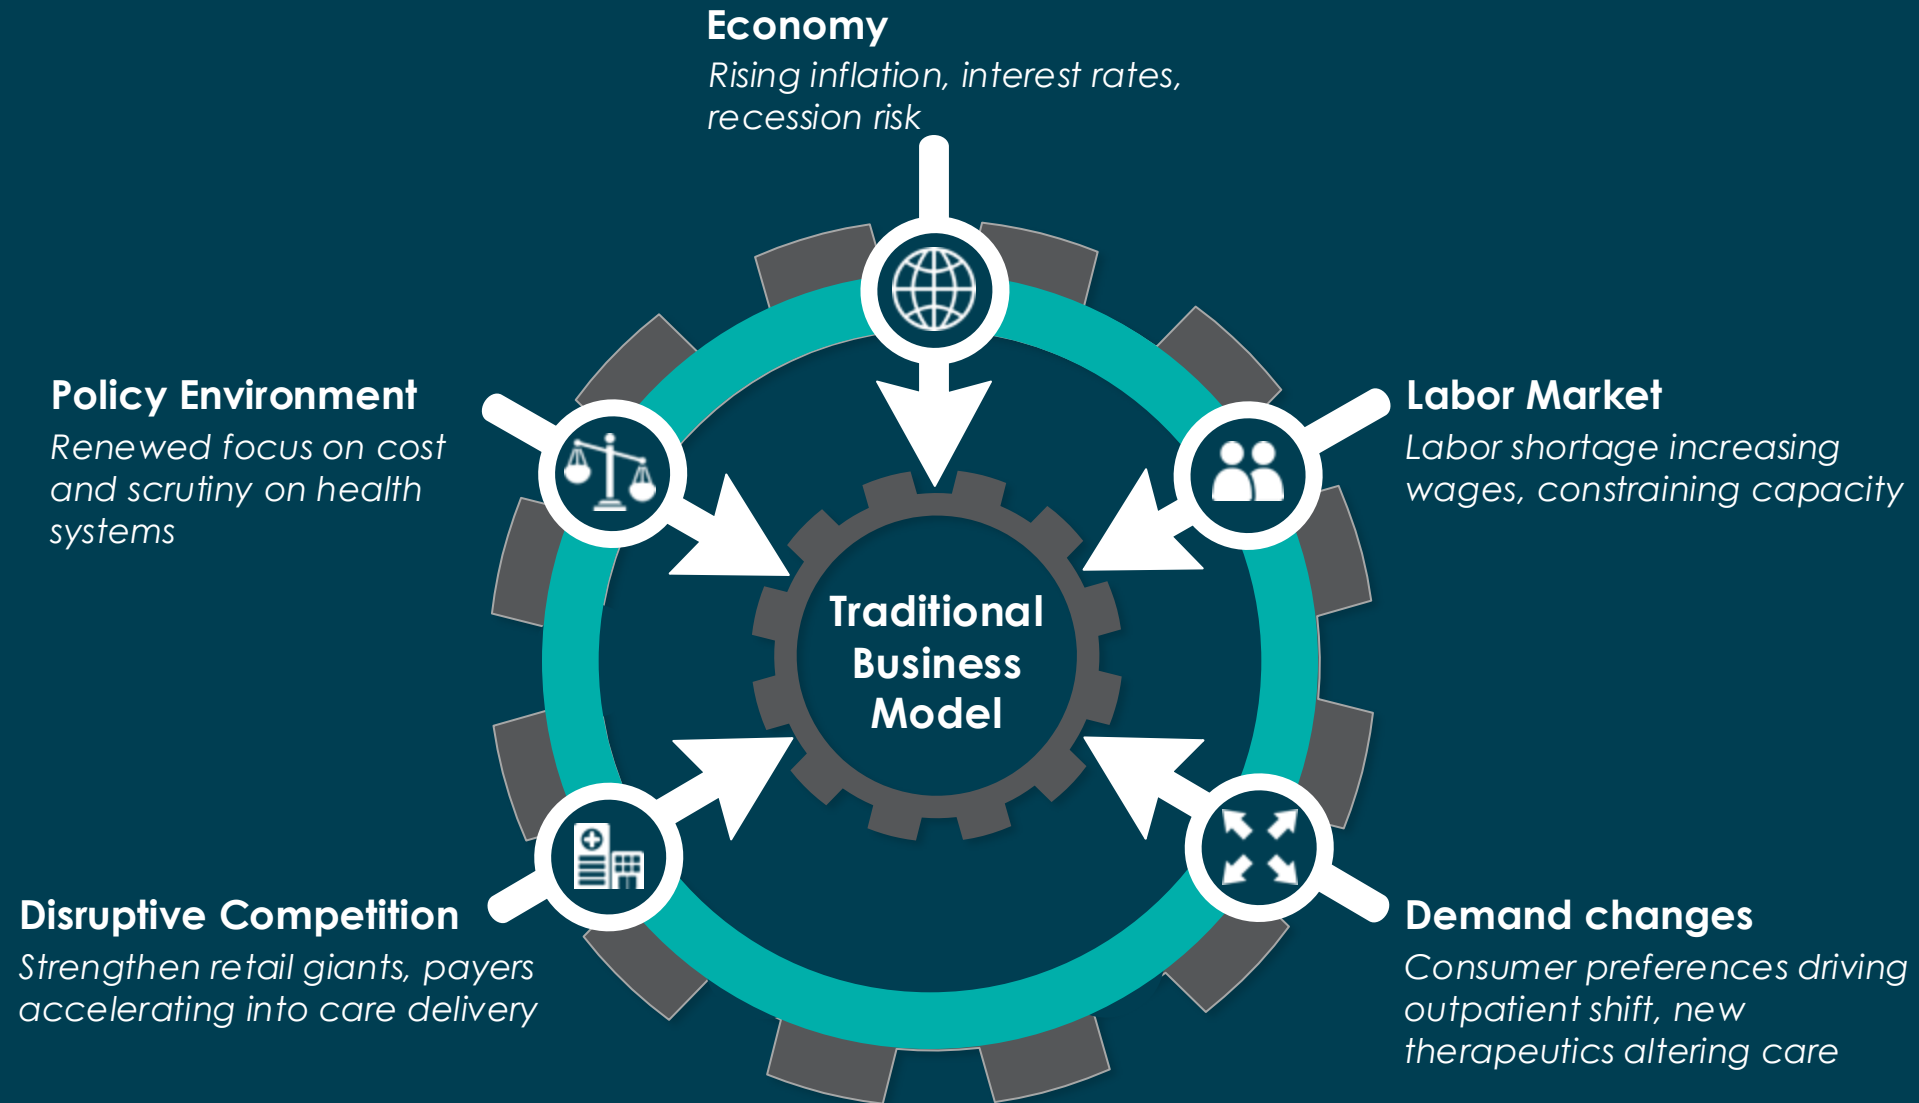 Economy
Rising inflation, interest rates,
recession risk
Policy Environment
Renewed focus on cost
and scrutiny on health
systems
Labor Market
Labor shortage increasing
wages, constraining capacity
Traditional
Business
Model
Disruptive Competition
Strengthen retail giants, payers
accelerating into care delivery
Demand changes
Consumer preferences driving
outpatient shift, new
therapeutics altering care